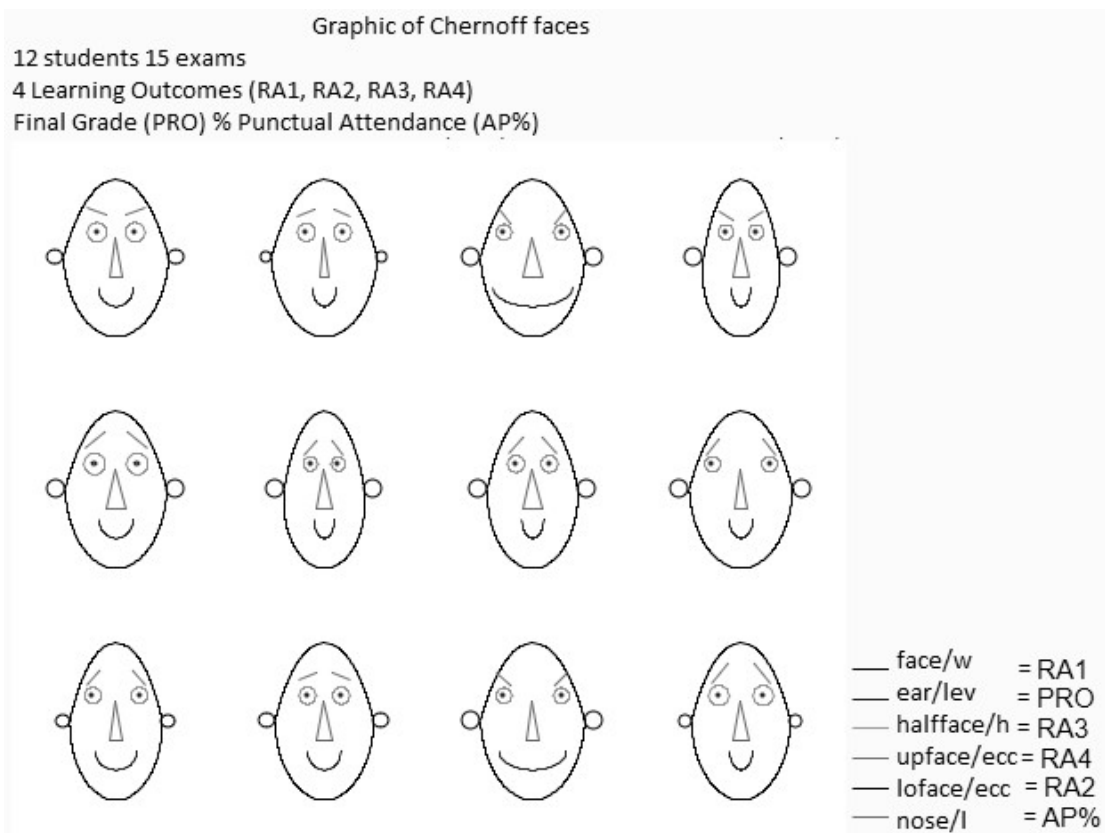 Graphic of Chernoff faces
12 students 15 exams
4 Learning Outcomes (RA1, RA2, RA3, RA4)
Final Grade (PRO) % Punctual Attendance (AP%)
face/w = RA1
ear/lev = PRO
halfface/h = RA3
upface/ecc = RA4
loface/ecc = RA2
nose/l = AP%